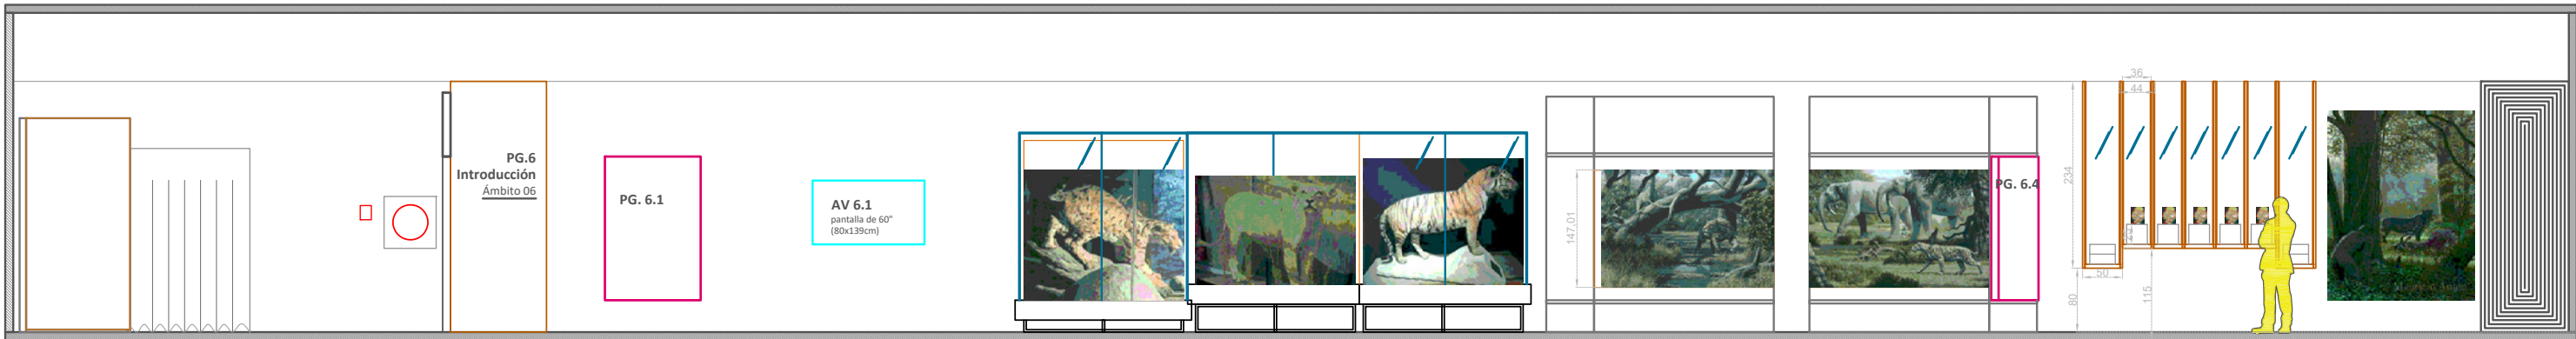 PG.6
Introducción
Ámbito 06
PG. 6.1
AV 6.1
pantalla de 60"
(80x139cm)
147.01
PG. 6.4
36
44
234
50
80
115